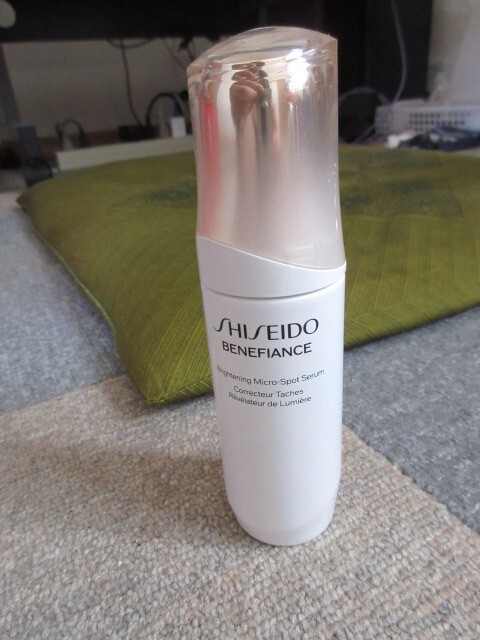 SHISEIDO
BENEFIANCE
Brightening Micro-Spot Serum
Correcteur Taches
Révélateur de Lumière